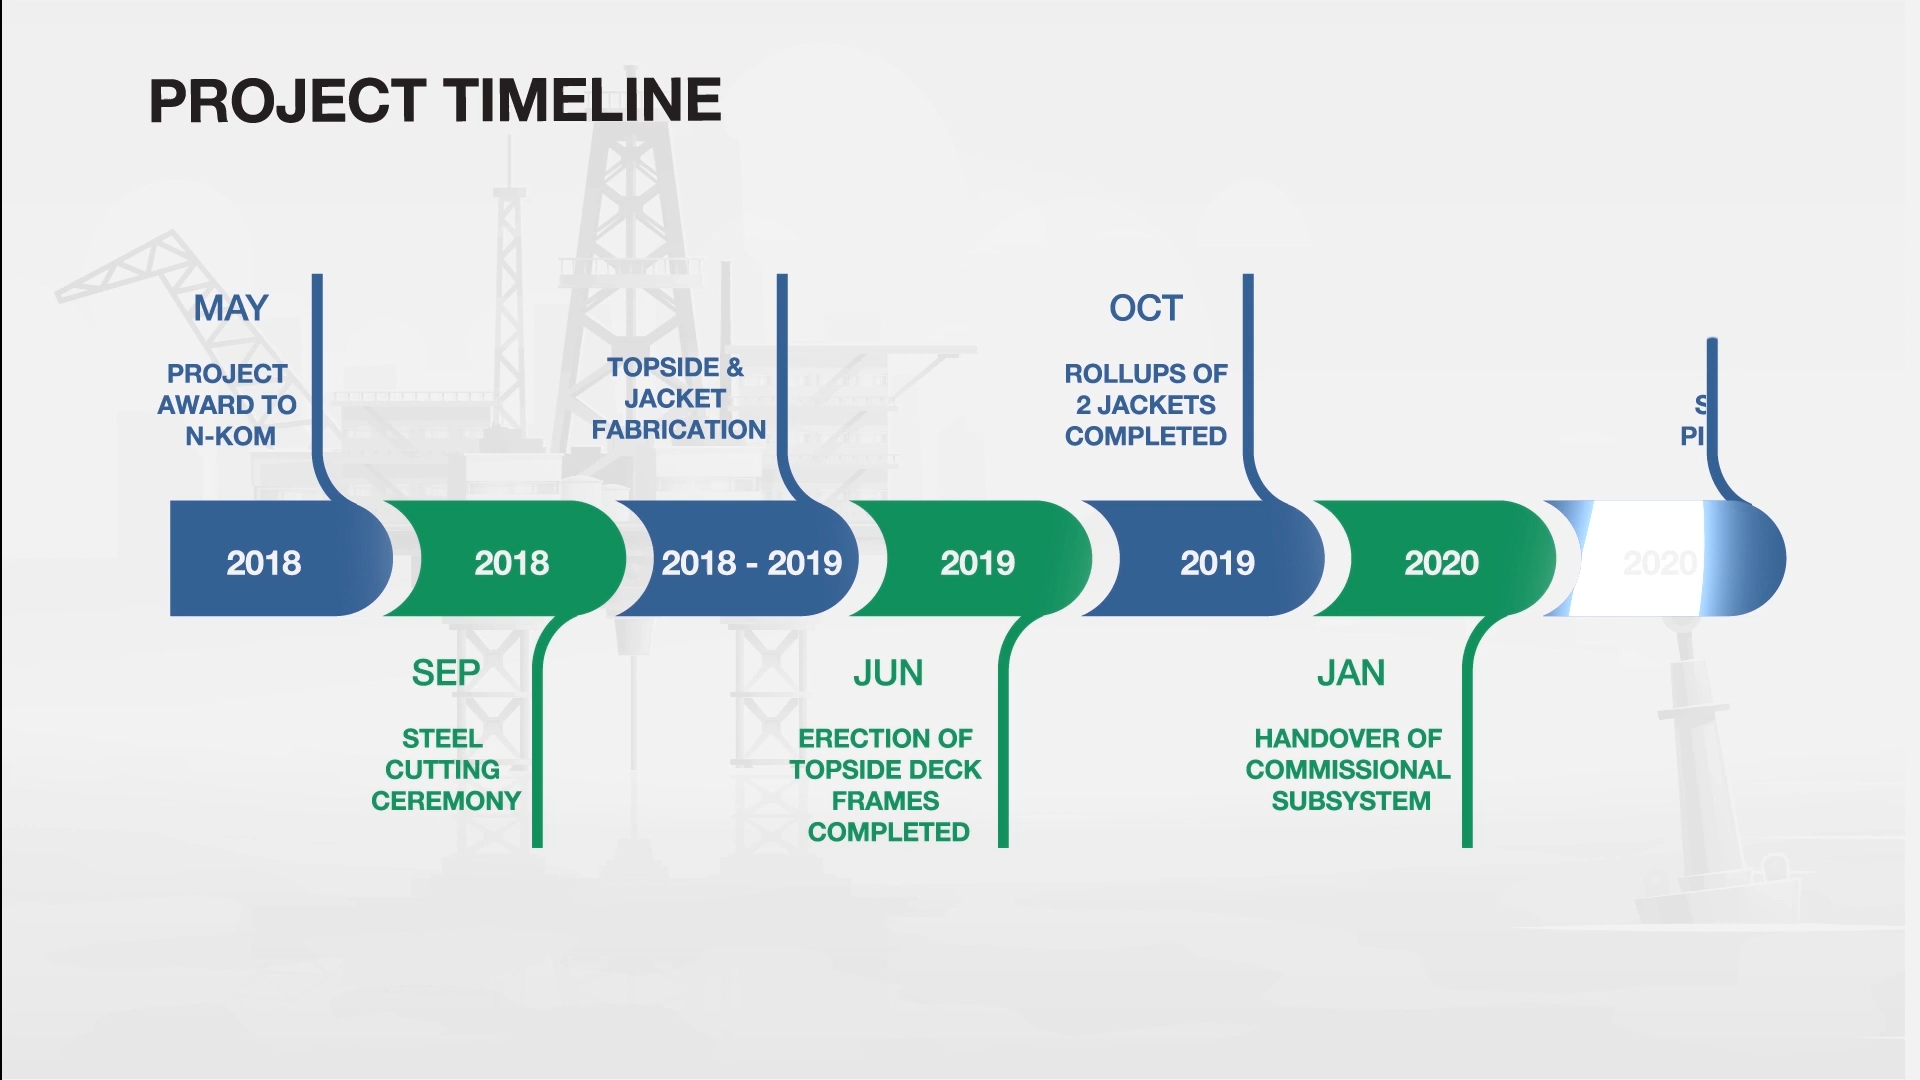 PROJECT TIMELINE
MAY
PROJECT
AWARD TO
N-KOM
TOPSIDE &
JACKET
FABRICATION
OCT
ROLLUPS OF
2 JACKETS
COMPLETED
S
PI
2018
2018
2018 - 2019
2019
2019
2020
2020
SEP
STEEL
CUTTING
CEREMONY
JUN
ERECTION OF
TOPSIDE DECK
FRAMES
COMPLETED
JAN
HANDOVER OF
COMMISSIONAL
SUBSYSTEM